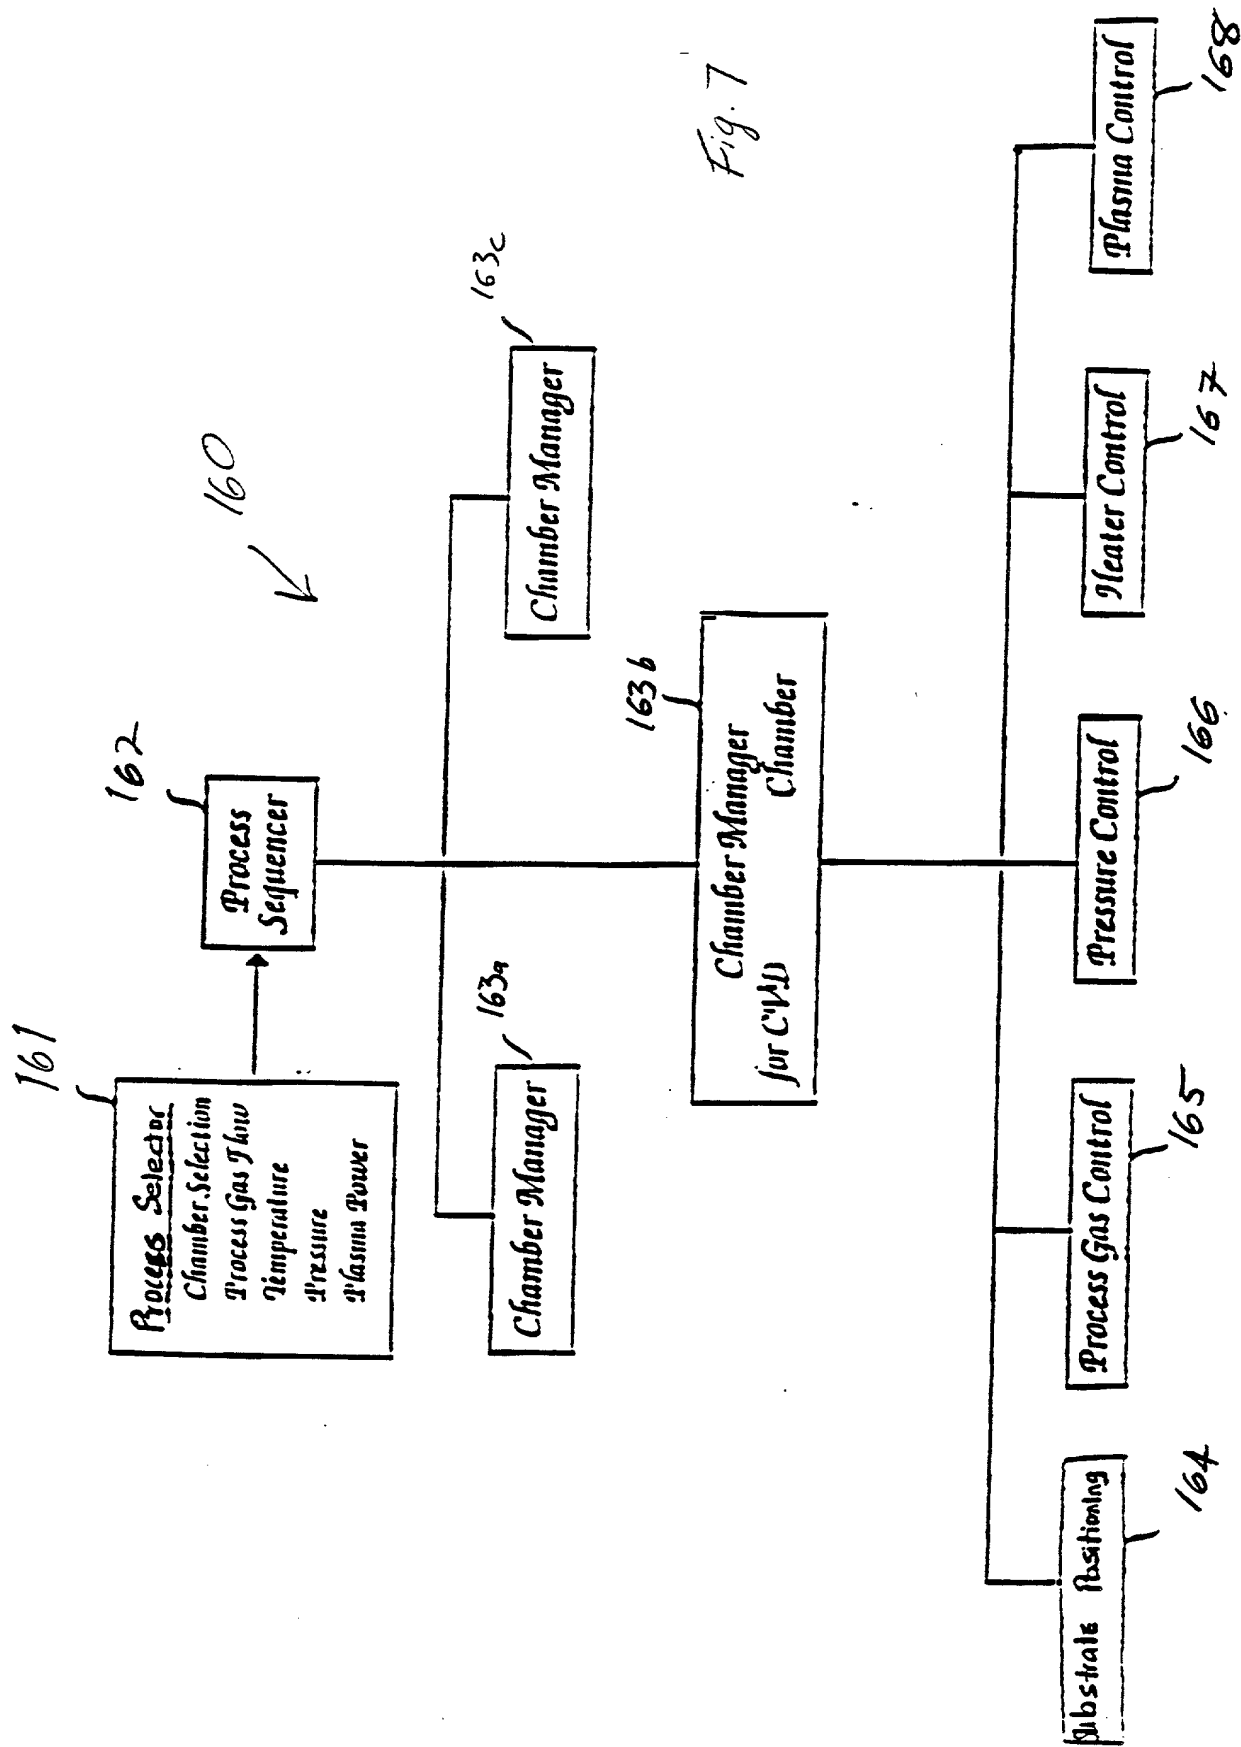 161
Process Selector
Chamber Selection
Process Gas Flow
Temperature
Pressure
Plasma Power
162
Process
Sequencer
160
163a
Chamber Manager
163c
Chamber Manager
163b
Chamber Manager
for CVD Chamber
Fig. 7
Substrate Positioning
164
Process Gas Control
165
Pressure Control
166
Heater Control
167
Plasma Control
168